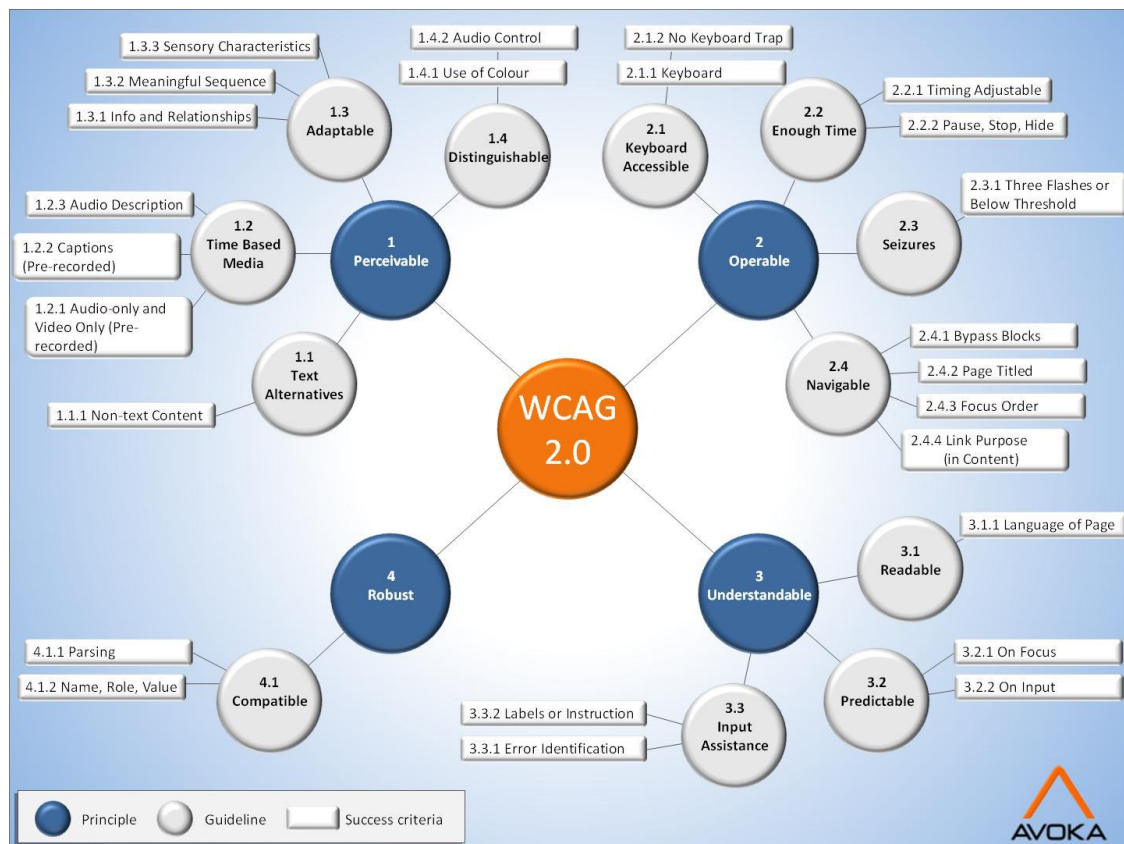 1.3.3 Sensory Characteristics
1.3.2 Meaningful Sequence
1.3.1 Info and Relationships
1.3
Adaptable
1.4.2 Audio Control
1.4.1 Use of Colour
1.4
Distinguishable
1.2.3 Audio Description
1.2.2 Captions
(Pre-recorded)
1.2.1 Audio-only and
Video Only (Pre-
recorded)
1.2
Time Based
Media
1
Perceivable
1.1
Text
Alternatives
1.1.1 Non-text Content
2.1.2 No Keyboard Trap
2.1.1 Keyboard
2.1
Keyboard
Accessible
2.2
Enough Time
2.2.1 Timing Adjustable
2.2.2 Pause, Stop, Hide
2
Operable
2.3
Seizures
2.3.1 Three Flashes or
Below Threshold
2.4
Navigable
2.4.1 Bypass Blocks
2.4.2 Page Titled
2.4.3 Focus Order
2.4.4 Link Purpose
(in Content)
WCAG
2.0
4
Robust
4.1.1 Parsing
4.1.2 Name, Role, Value
4.1
Compatible
3
Understandable
3.1
Readable
3.1.1 Language of Page
3.2
Predictable
3.2.1 On Focus
3.2.2 On Input
3.3
Input
Assistance
3.3.2 Labels or Instruction
3.3.1 Error Identification
Principle
Guideline
Success criteria
AVOKA